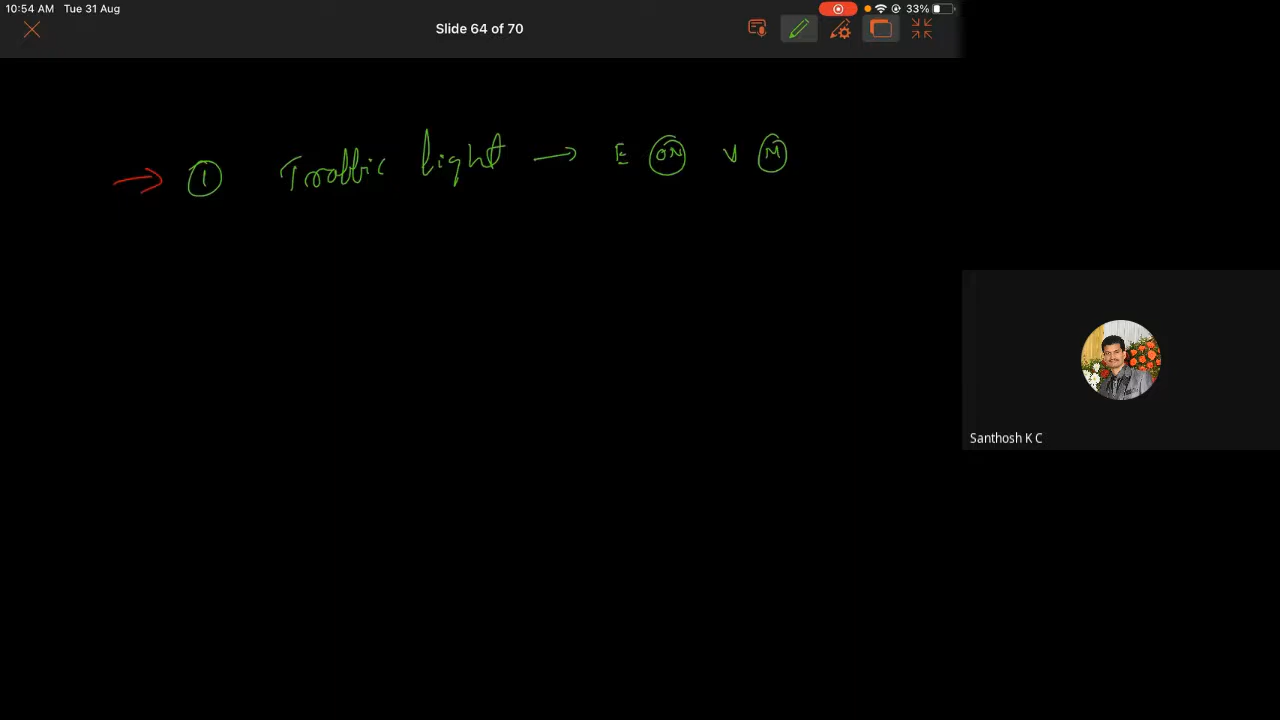 10:54 AM Tue 31 Aug
33%
Slide 64 of 70
→ 1 Traffic light → E ON V M
Santhosh K C